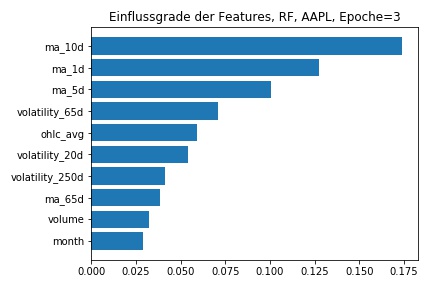 Einflussgrade der Features, RF, AAPL, Epoche=3
ma_10d
ma_1d
ma_5d
volatility_65d
ohlc_avg
volatility_20d
volatility_250d
ma_65d
volume
month
0.000 0.025 0.050 0.075 0.100 0.125 0.150 0.175